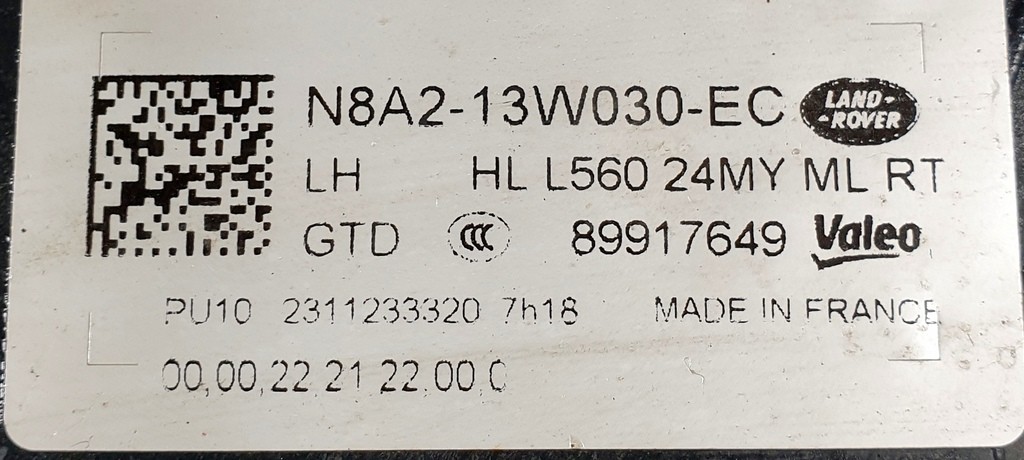 N8A2-13W030-EC LAND-ROVER
LH HL L560 24MY ML RT
GTD CCC 89917649 Valeo
PU10 2311233320 7h18 MADE IN FRANCE
00,00,22 21 22.00,0